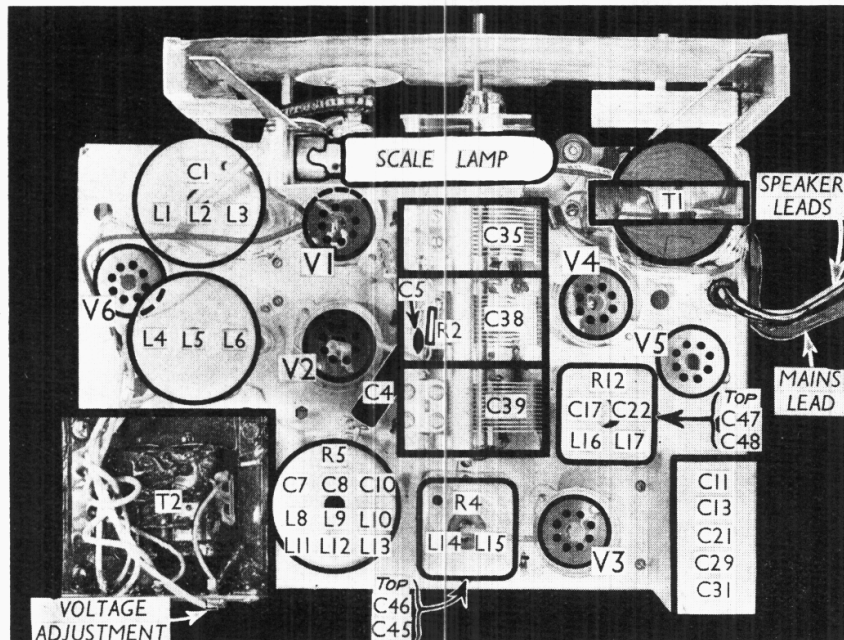 SCALE LAMP
C1
L1 L2 L3
T1
SPEAKER
LEADS
V1
C35
V4
V6
C5
R2
C38
L4 L5 L6
V2
V5
MAINS
LEAD
C4
C39
R12
C17 C22
L16 L17
TOP
C47
C48
R5
C7 C8 C10
L8 L9 L10
L11 L12 L13
T2
R4
L14 L15
V3
C11
C13
C21
C29
C31
TOP
C46
C45
VOLTAGE
ADJUSTMENT